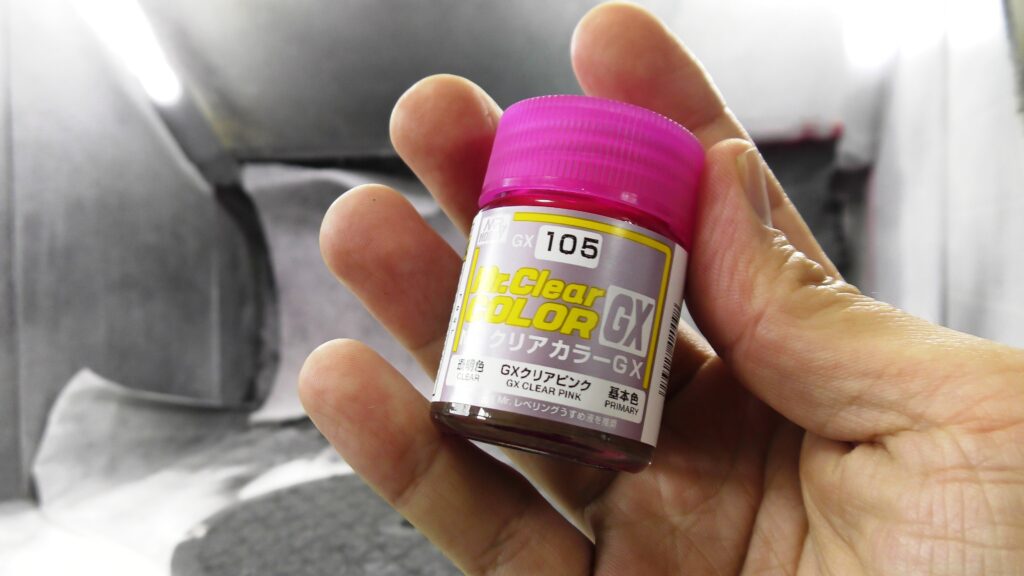 GX 105
Mr.Clear
COLOR GX
クリアカラーGX
透明色
CLEAR
GXクリアピンク
GX CLEAR PINK
基本色
PRIMARY
Mr. レベリングうすめ液を推奨